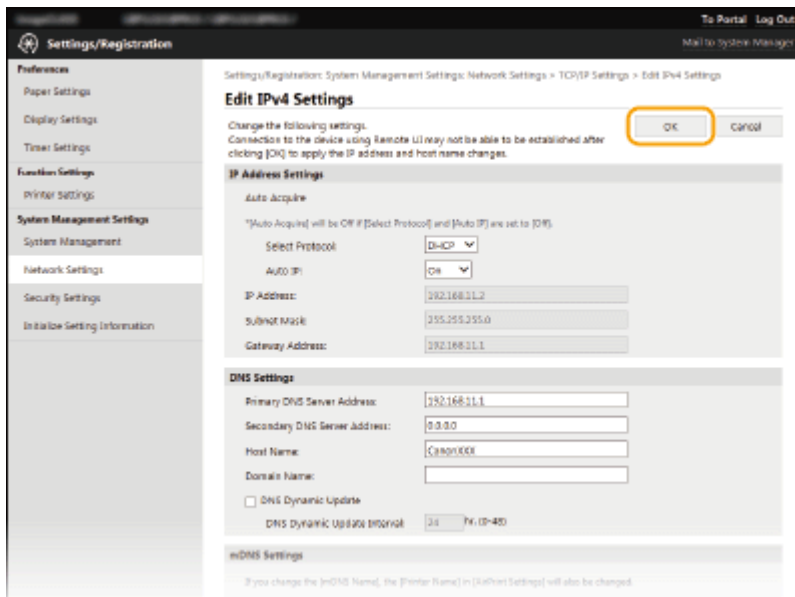 To Portal Log Out
Settings/Registration
Mail to System Manager
Preferences
Paper Settings
Display Settings
Timer Settings
Function Settings
Printer Settings
System Management Settings
System Management
Network Settings
Security Settings
Initialize Setting Information
Settings/Registration: System Management Settings: Network Settings > TCP/IP Settings > Edit IPv4 Settings
Edit IPv4 Settings
Change the following settings.
Connection to the device using Remote UI may not be able to be established after
clicking [OK] to apply the IP address and host name changes.
OK Cancel
IP Address Settings
Auto Acquire
*[Auto Acquire] will be Off if [Select Protocol] and [Auto IP] are set to [Off].
Select Protocol: DHCP
Auto IP: On
IP Address: 192.168.11.2
Subnet Mask: 255.255.255.0
Gateway Address: 192.168.11.1
DNS Settings
Primary DNS Server Address: 192.168.11.1
Secondary DNS Server Address: 0.0.0.0
Host Name: CanonXXX
Domain Name:
DNS Dynamic Update
DNS Dynamic Update Interval: 24 hr. (0-48)
mDNS Settings
If you change the [mDNS Name], the [Printer Name] in [AirPrint Settings] will also be changed.